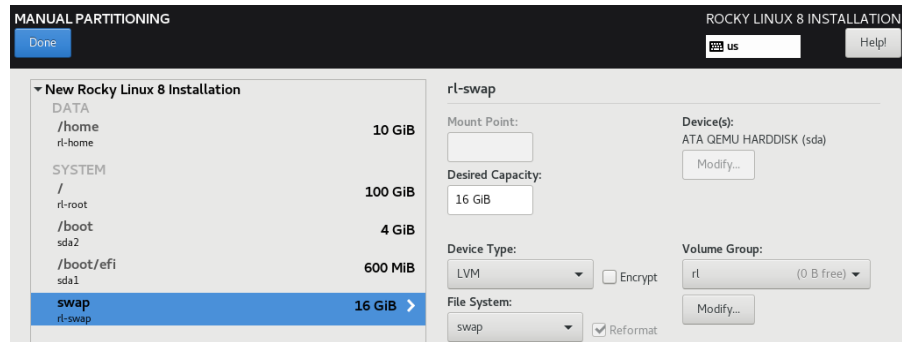 MANUAL PARTITIONING
ROCKY LINUX 8 INSTALLATION
Done
us
Help!
New Rocky Linux 8 Installation
DATA
/home
10 GiB
rl-home
SYSTEM
/
100 GiB
rl-root
/boot
4 GiB
sda2
/boot/efi
600 MiB
sda1
swap
16 GiB
rl-swap
rl-swap
Mount Point:
Desired Capacity:
16 GiB
Device(s):
ATA QEMU HARDDISK (sda)
Modify...
Device Type:
LVM
Encrypt
File System:
swap
Reformat
Volume Group:
rl (0 B free)
Modify...